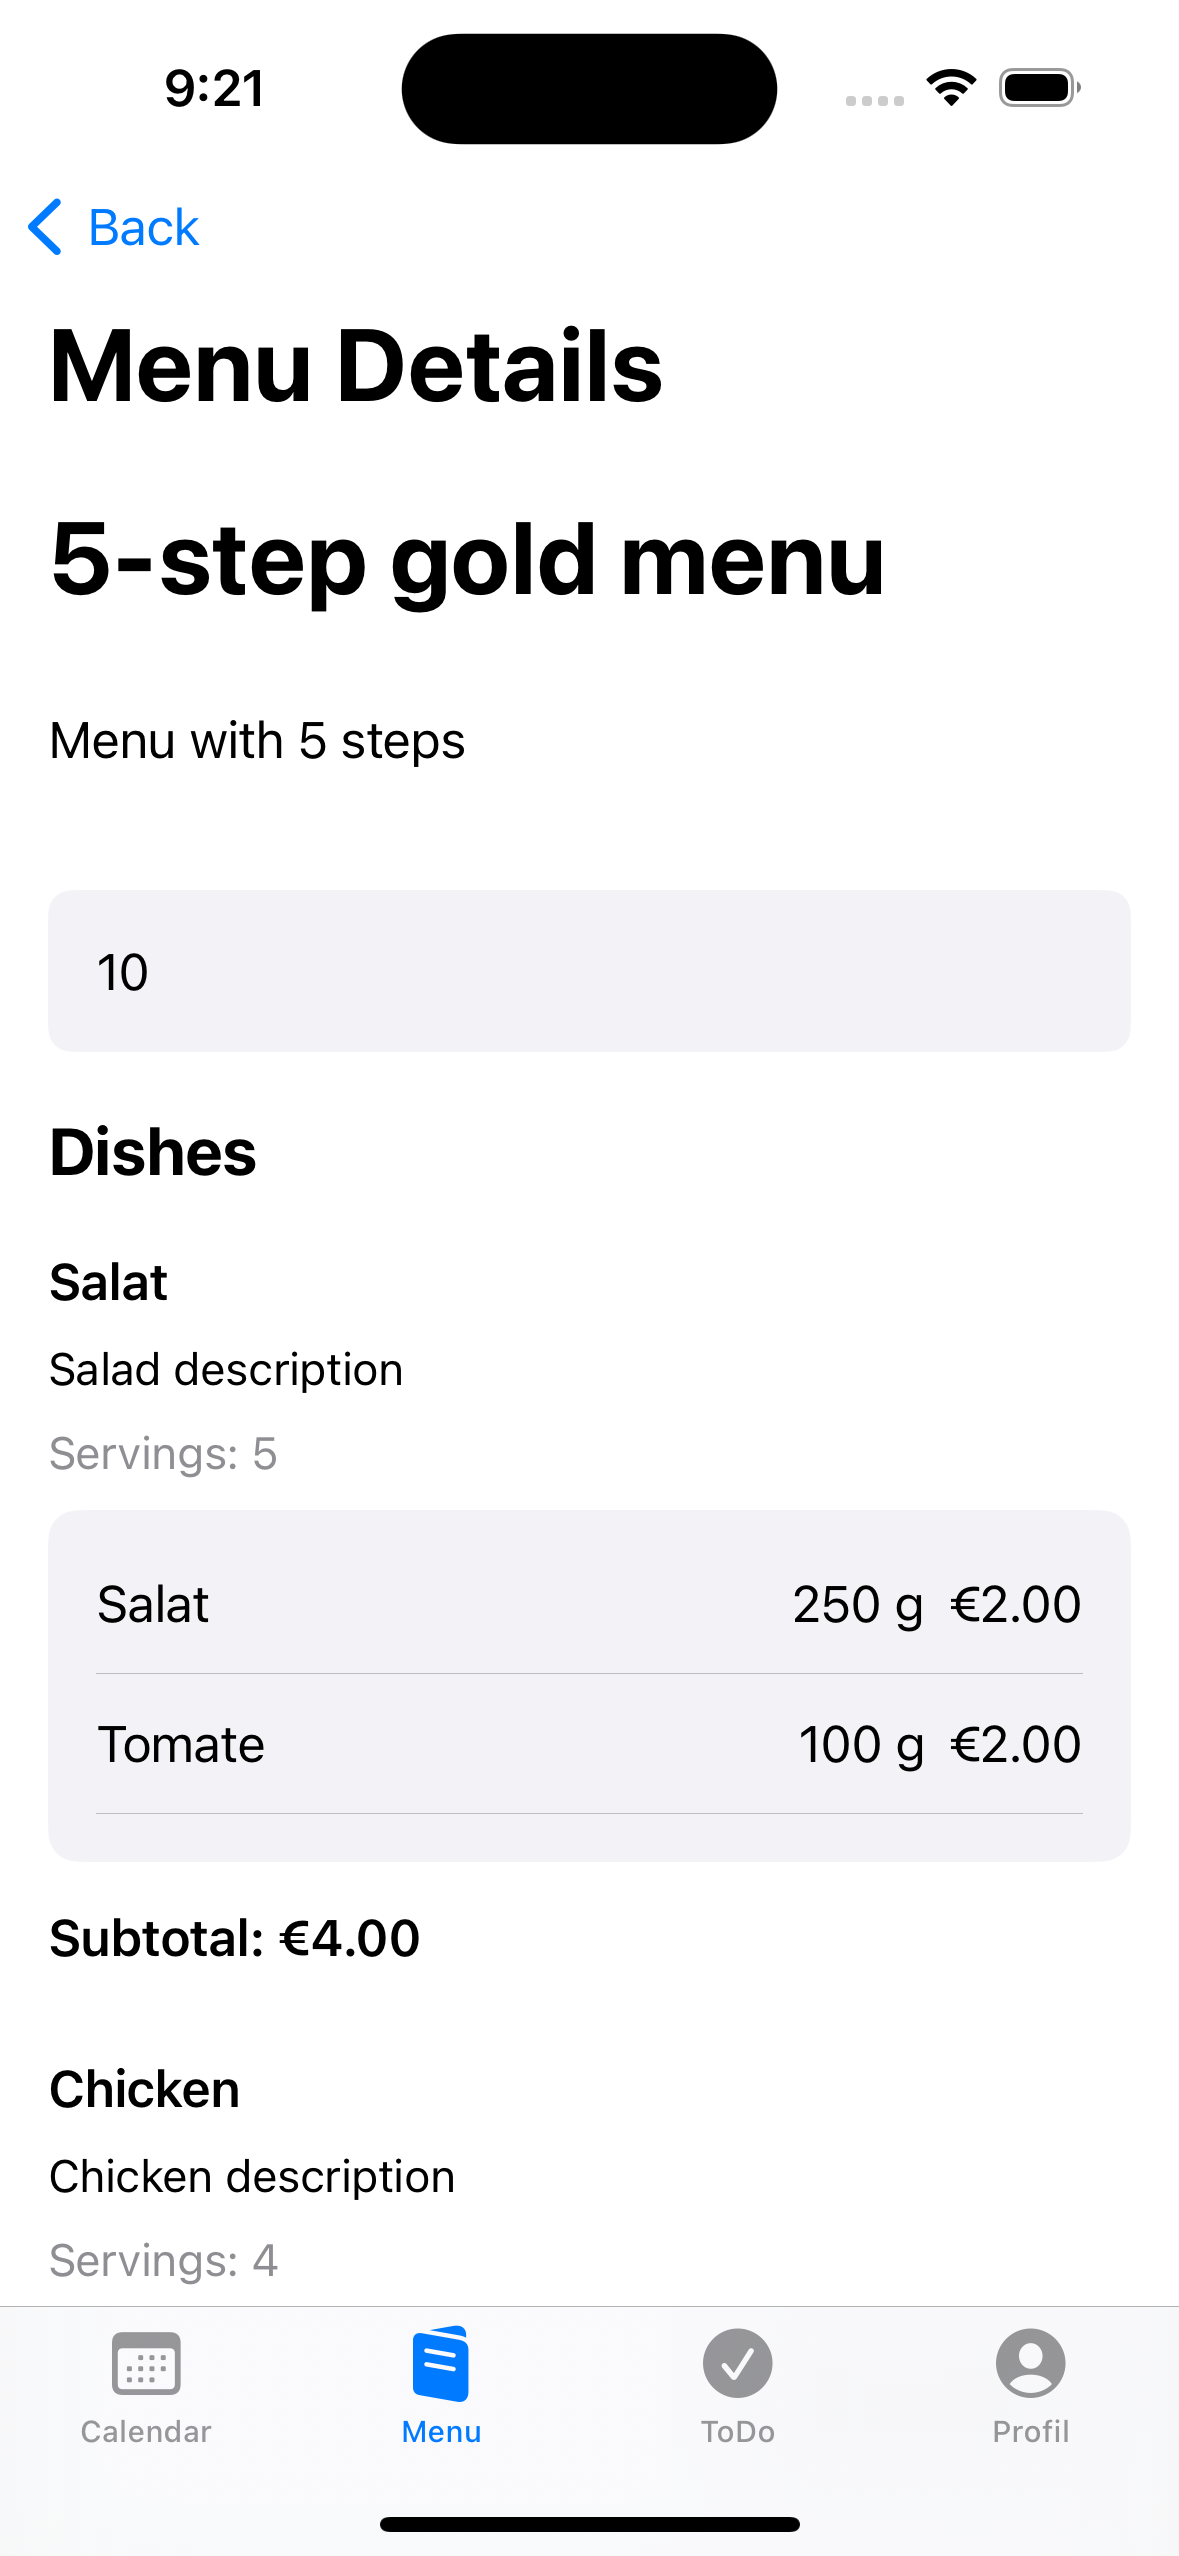 9:21
Back
Menu Details
5-step gold menu
Menu with 5 steps
10
Dishes
Salat
Salad description
Servings: 5
Salat 250 g €2.00
Tomate 100 g €2.00
Subtotal: €4.00
Chicken
Chicken description
Servings: 4
Calendar Menu ToDo Profil